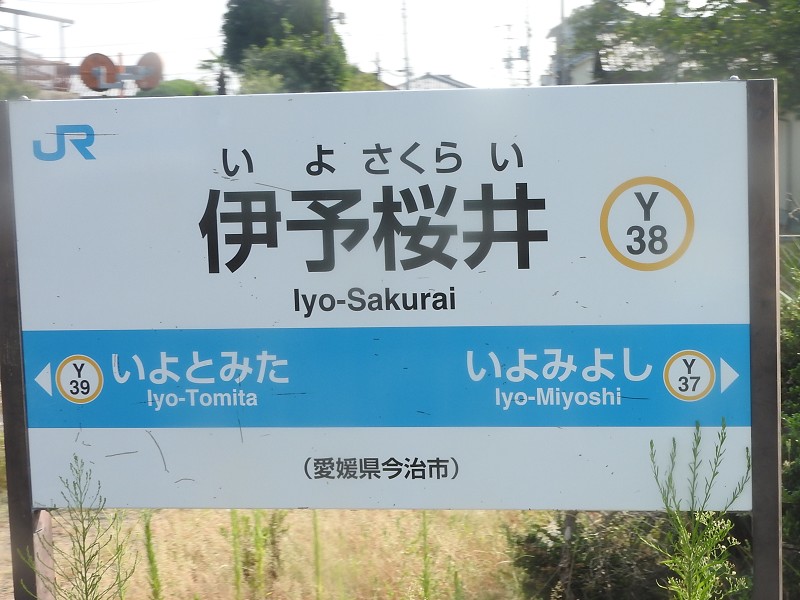 JR
いよさくらい
伊予桜井
Iyo-Sakurai
Y
38
Y
39
いよとみた
Iyo-Tomita
いよみよし
Iyo-Miyoshi
Y
37
（愛媛県今治市）